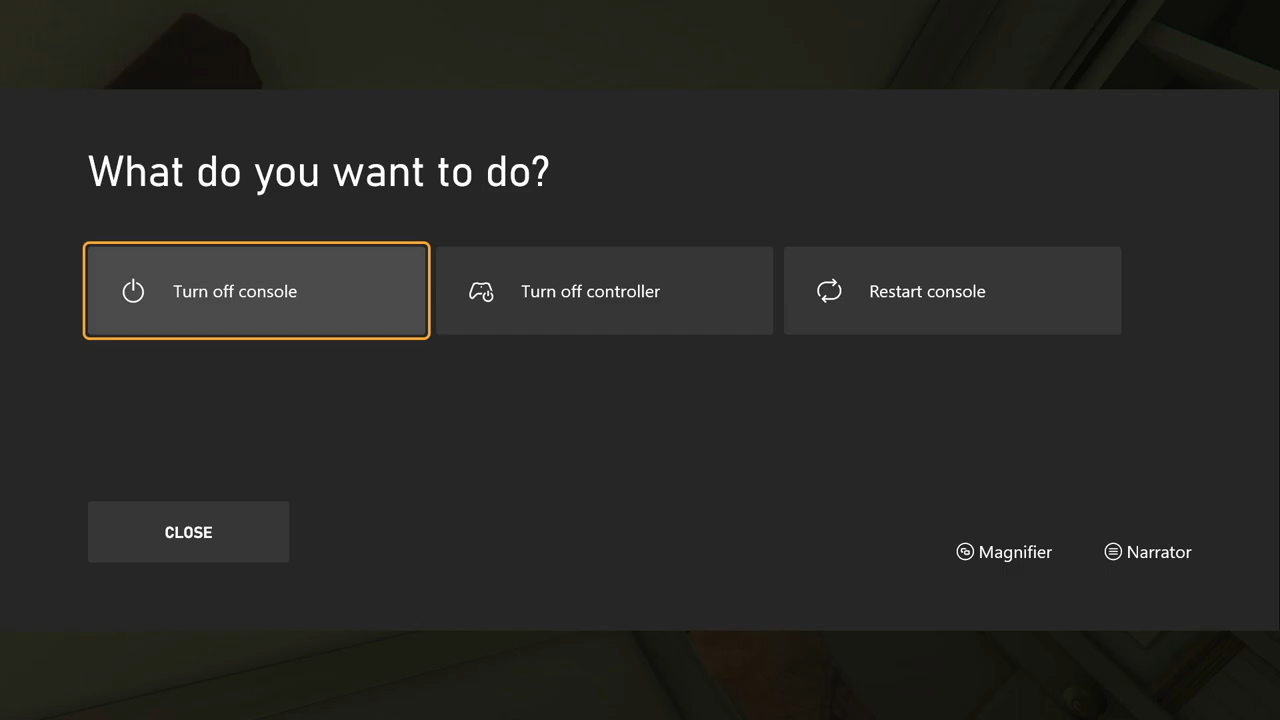 What do you want to do?
Turn off console
Turn off controller
Restart console
CLOSE
Magnifier
Narrator